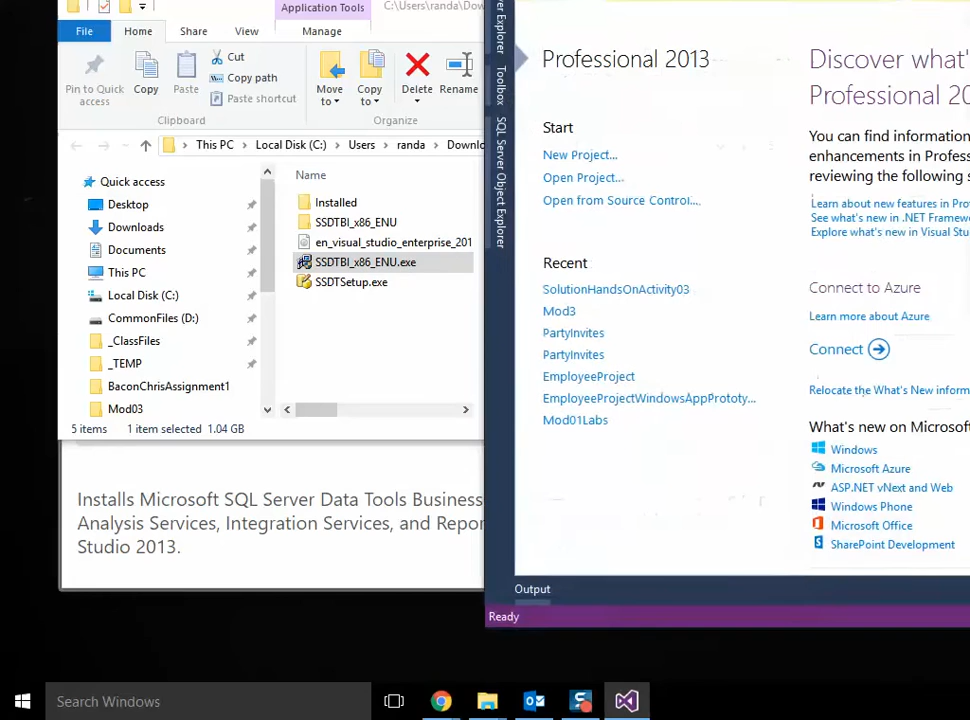 Application Tools
C:\Users\randa\Dow
File
Home
Share
View
Manage
Pin to Quick
access
Copy
Paste
Cut
Copy path
Paste shortcut
Move
to
Copy
to
Delete
Rename
Clipboard
Organize
This PC
Local Disk (C:)
Users
randa
Downlo
Quick access
Desktop
Downloads
Documents
This PC
Local Disk (C:)
CommonFiles (D:)
_ClassFiles
_TEMP
BaconChrisAssignment1
Mod03
Name
Installed
SSDTBI_x86_ENU
en_visual_studio_enterprise_201
SSDTBI_x86_ENU.exe
SSDTSetup.exe
5 items
1 item selected 1.04 GB
Installs Microsoft SQL Server Data Tools Business
Analysis Services, Integration Services, and Repor
Studio 2013.
Server Explorer
Toolbox
SQL Server Object Explorer
Professional 2013
Start
New Project...
Open Project...
Open from Source Control...
Recent
SolutionHandsOnActivity03
Mod3
PartyInvites
PartyInvites
EmployeeProject
EmployeeProjectWindowsAppPrototy...
Mod01Labs
Discover what'
Professional 20
You can find information
enhancements in Profess
reviewing the following s
Learn about new features in Pro
See what's new in .NET Framew
Explore what's new in Visual Stu
Connect to Azure
Learn more about Azure
Connect
Relocate the What's New inform
What's new on Microsof
Windows
Microsoft Azure
ASP.NET vNext and Web
Windows Phone
Microsoft Office
SharePoint Development
Output
Ready
Search Windows